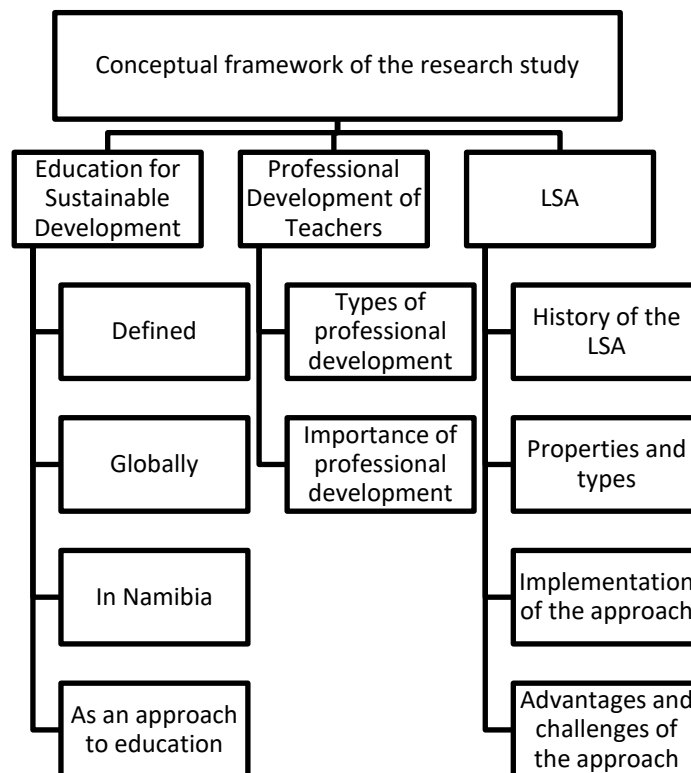 Conceptual framework of the research study
Education for
Sustainable
Development
Defined
Globally
In Namibia
As an approach
to education
Professional
Development of
Teachers
Types of
professional
development
Importance of
professional
development
LSA
History of the
LSA
Properties and
types
Implementation
of the approach
Advantages and
challenges of
the approach